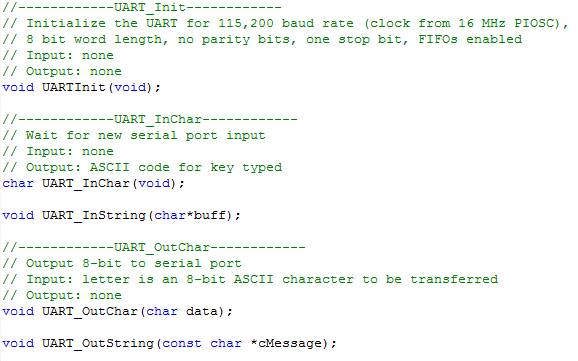 //------------UART_Init------------
// Initialize the UART for 115,200 baud rate (clock from 16 MHz PIOSC),
// 8 bit word length, no parity bits, one stop bit, FIFOs enabled
// Input: none
// Output: none
void UARTInit(void);
//------------UART_InChar------------
// Wait for new serial port input
// Input: none
// Output: ASCII code for key typed
char UART_InChar(void);
void UART_InString(char*buff);
//------------UART_OutChar------------
// Output 8-bit to serial port
// Input: letter is an 8-bit ASCII character to be transferred
// Output: none
void UART_OutChar(char data);
void UART_OutString(const char *cMessage);